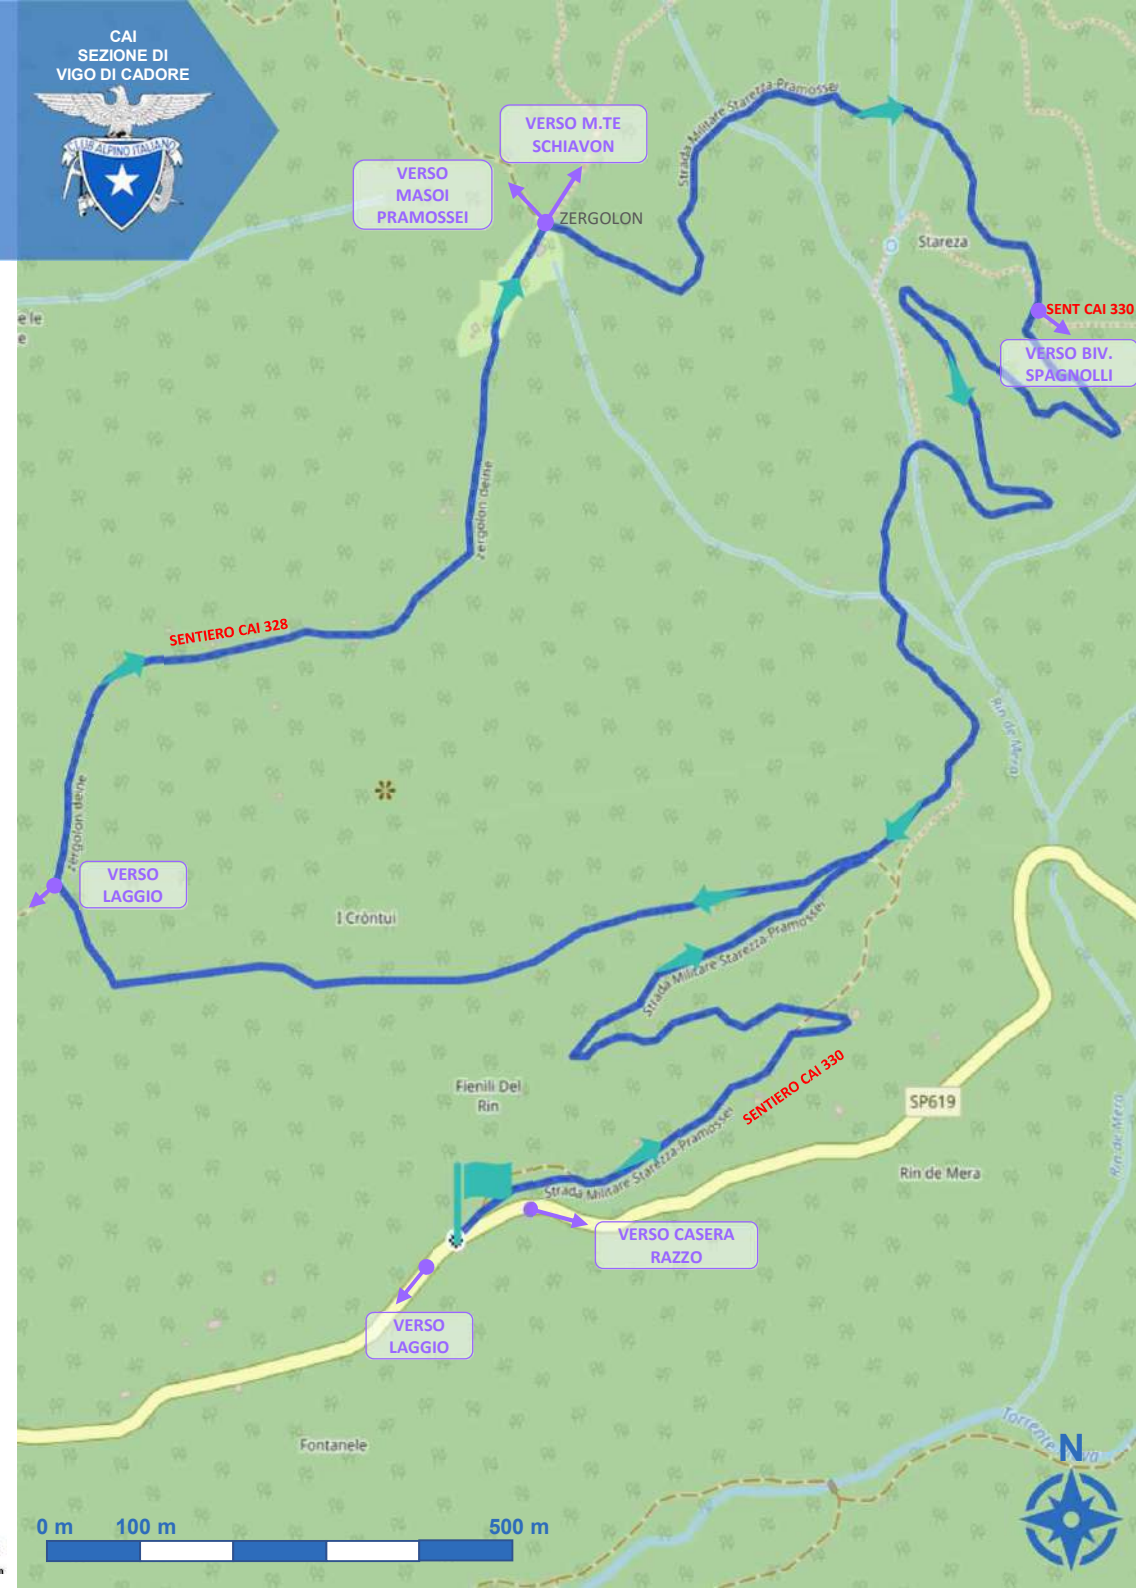 CAI
SEZIONE DI
VIGO DI CADORE
CLUB ALPINO ITALIANO
VERSO M.TE
SCHIAVON
VERSO
MASOI
PRAMOSSEI
ZERGOLON
Strada Militare Starezza-Pramossei
Stareza
SENT CAI 330
VERSO BIV.
SPAGNOLLI
e le
e
Zergolon deine
SENTIERO CAI 328
Rin de Mera
Zergolon deine
VERSO
LAGGIO
I Cròntui
Strada Militare Starezza-Pramossei
SENTIERO CAI 330
Fienili Del
Rin
SP619
Strada Militare Starezza-Pramossei
Rin de Mera
Rin de Mera
VERSO CASERA
RAZZO
VERSO
LAGGIO
Fontanele
Torrente
va
N
0 m 100 m 500 m